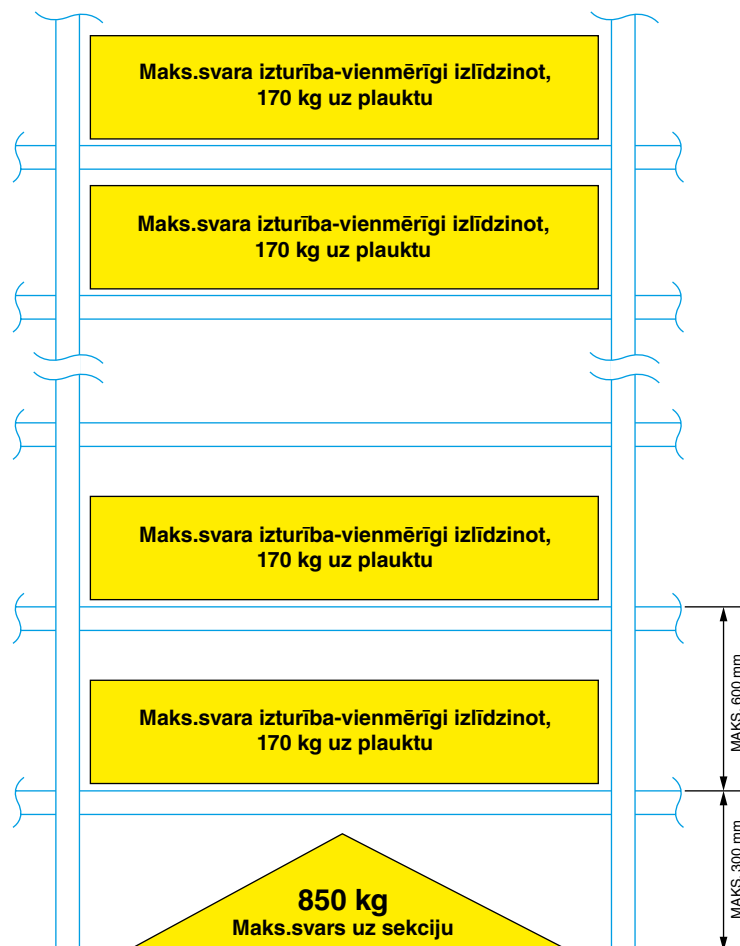 Maks.svara izturība-vienmērīgi izlīdzinot,
170 kg uz plauktu
Maks.svara izturība-vienmērīgi izlīdzinot,
170 kg uz plauktu
Maks.svara izturība-vienmērīgi izlīdzinot,
170 kg uz plauktu
MAKS. 600 mm
Maks.svara izturība-vienmērīgi izlīdzinot,
170 kg uz plauktu
MAKS. 300 mm
850 kg
Maks.svars uz sekciju